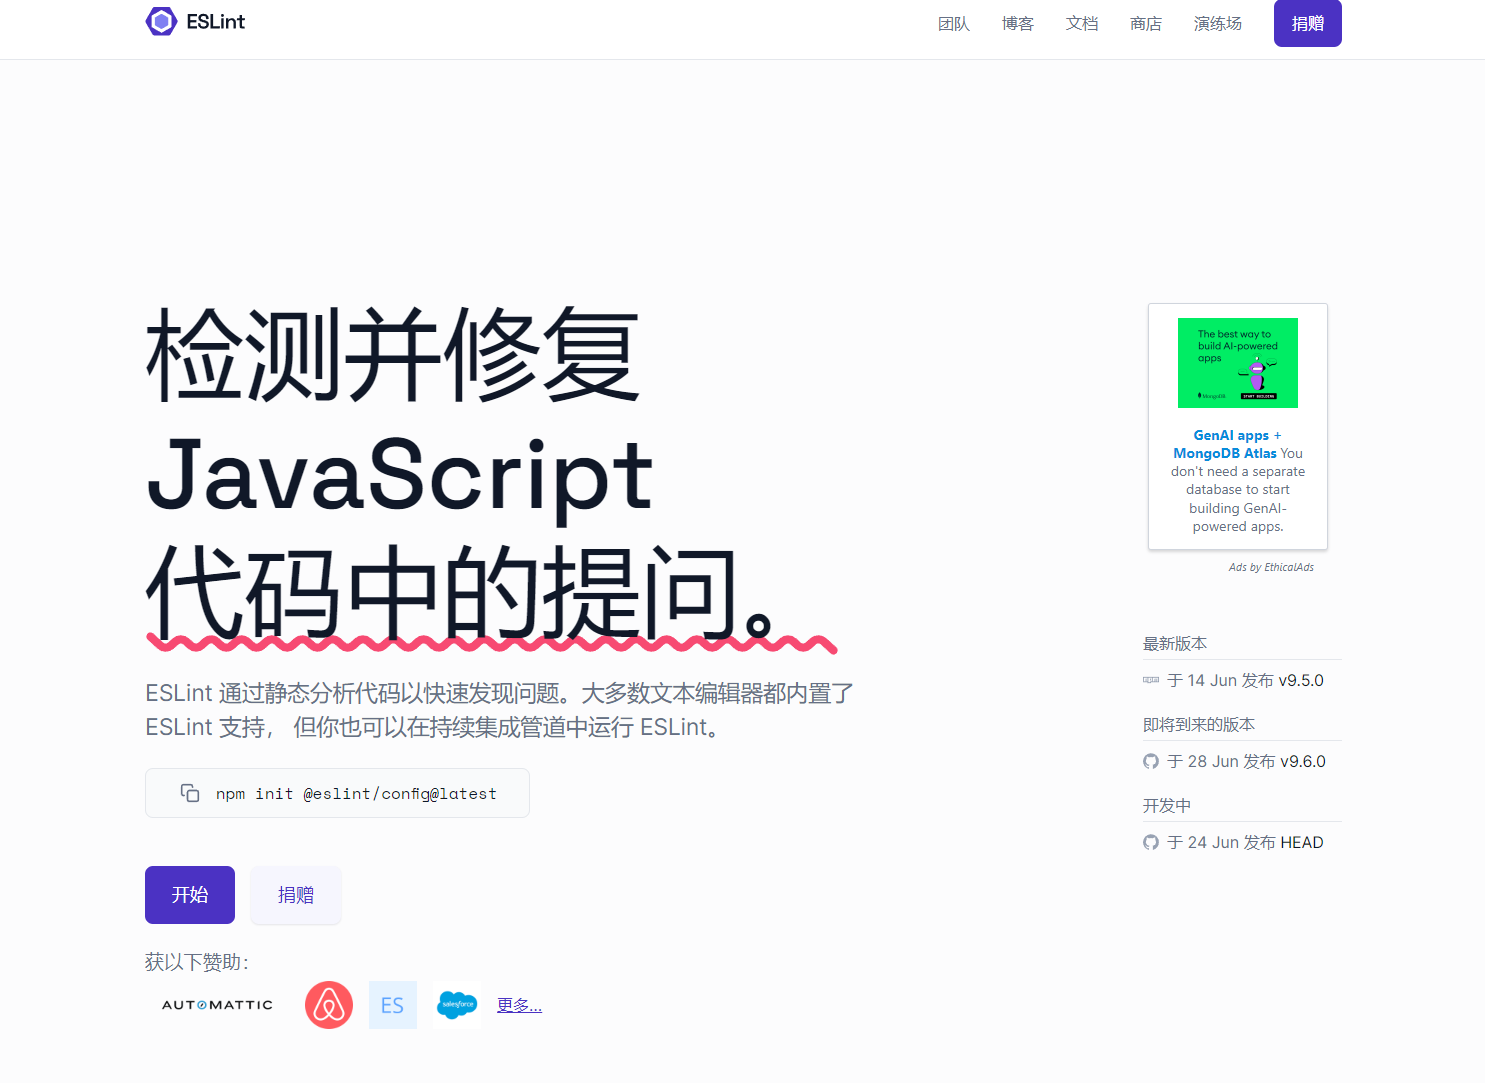 ESLint
团队 博客 文档 商店 演练场 捐赠
检测并修复
JavaScript
代码中的提问。
ESLint 通过静态分析代码以快速发现问题。大多数文本编辑器都内置了
ESLint 支持， 但你也可以在持续集成管道中运行 ESLint。
npm init @eslint/config@latest
开始 捐赠
获以下赞助：
AUTOMATTIC
ES
salesforce
更多...
The best way to
build AI-powered
apps
MongoDB.
START BUILDING
GenAI apps +
MongoDB Atlas You
don't need a separate
database to start
building GenAI-
powered apps.
Ads by EthicalAds
最新版本
npm 于 14 Jun 发布 v9.5.0
即将到来的版本
于 28 Jun 发布 v9.6.0
开发中
于 24 Jun 发布 HEAD